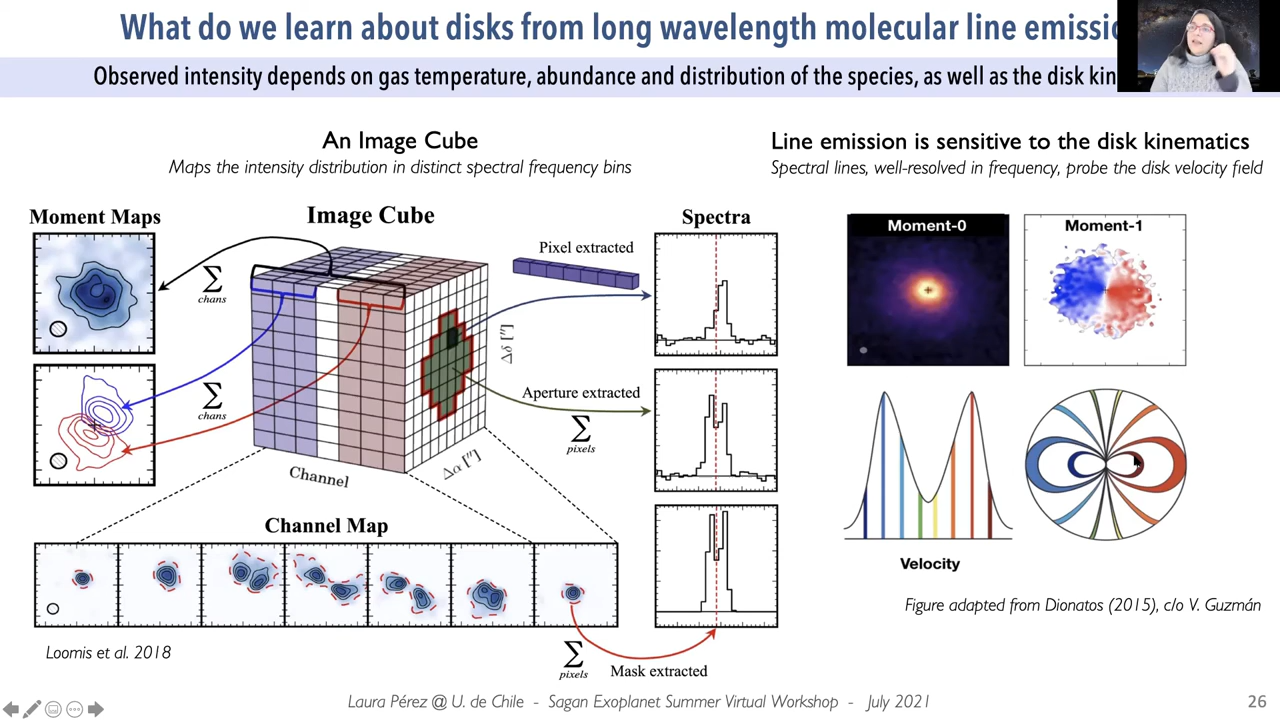 What do we learn about disks from long wavelength molecular line emissio
Observed intensity depends on gas temperature, abundance and distribution of the species, as well as the disk kin
An Image Cube
Maps the intensity distribution in distinct spectral frequency bins
Line emission is sensitive to the disk kinematics
Spectral lines, well-resolved in frequency, probe the disk velocity field
Moment Maps
Image Cube
Spectra
Moment-0
Moment-1
Pixel extracted
∑
chans
Δδ ["]
∑
chans
Aperture extracted
∑
pixels
Channel
Δα ["]
Channel Map
Velocity
Figure adapted from Dionatos (2015), c/o V. Guzmán
Loomis et al. 2018
∑
pixels
Mask extracted
Laura Pérez @ U. de Chile - Sagan Exoplanet Summer Virtual Workshop - July 2021
26